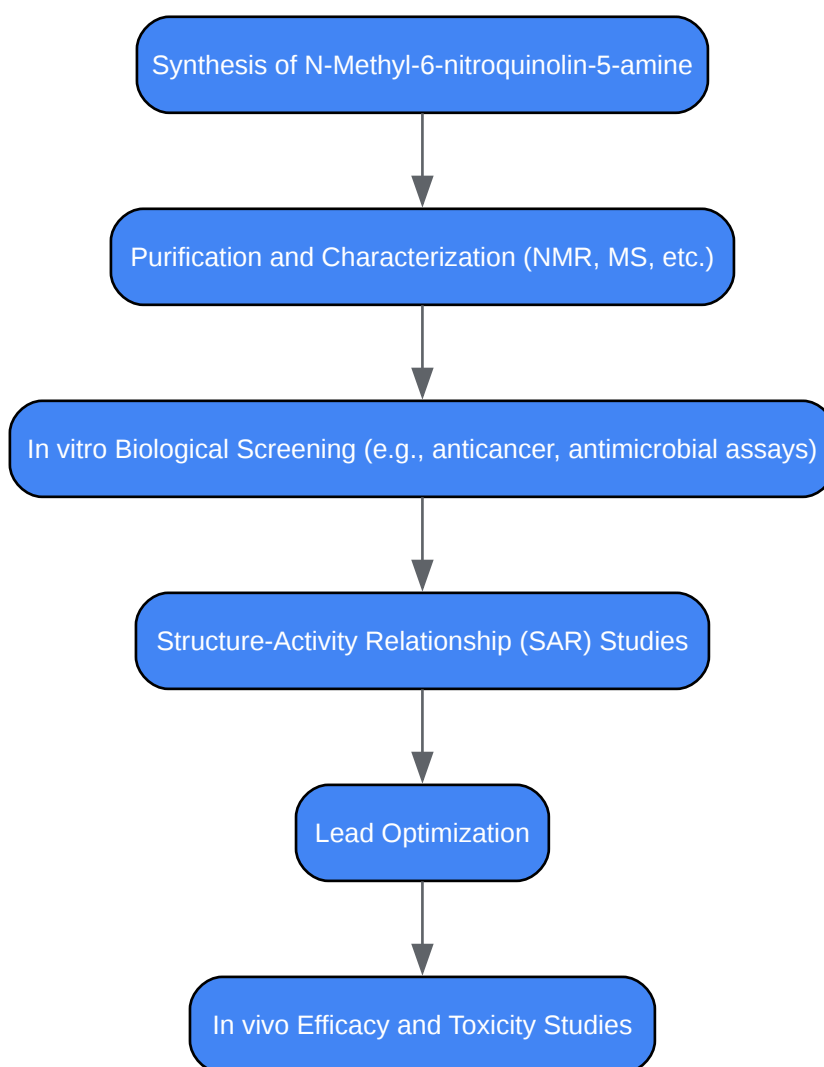 Synthesis of N-Methyl-6-nitroquinolin-5-amine
Purification and Characterization (NMR, MS, etc.)
In vitro Biological Screening (e.g., anticancer, antimicrobial assays)
Structure-Activity Relationship (SAR) Studies
Lead Optimization
In vivo Efficacy and Toxicity Studies